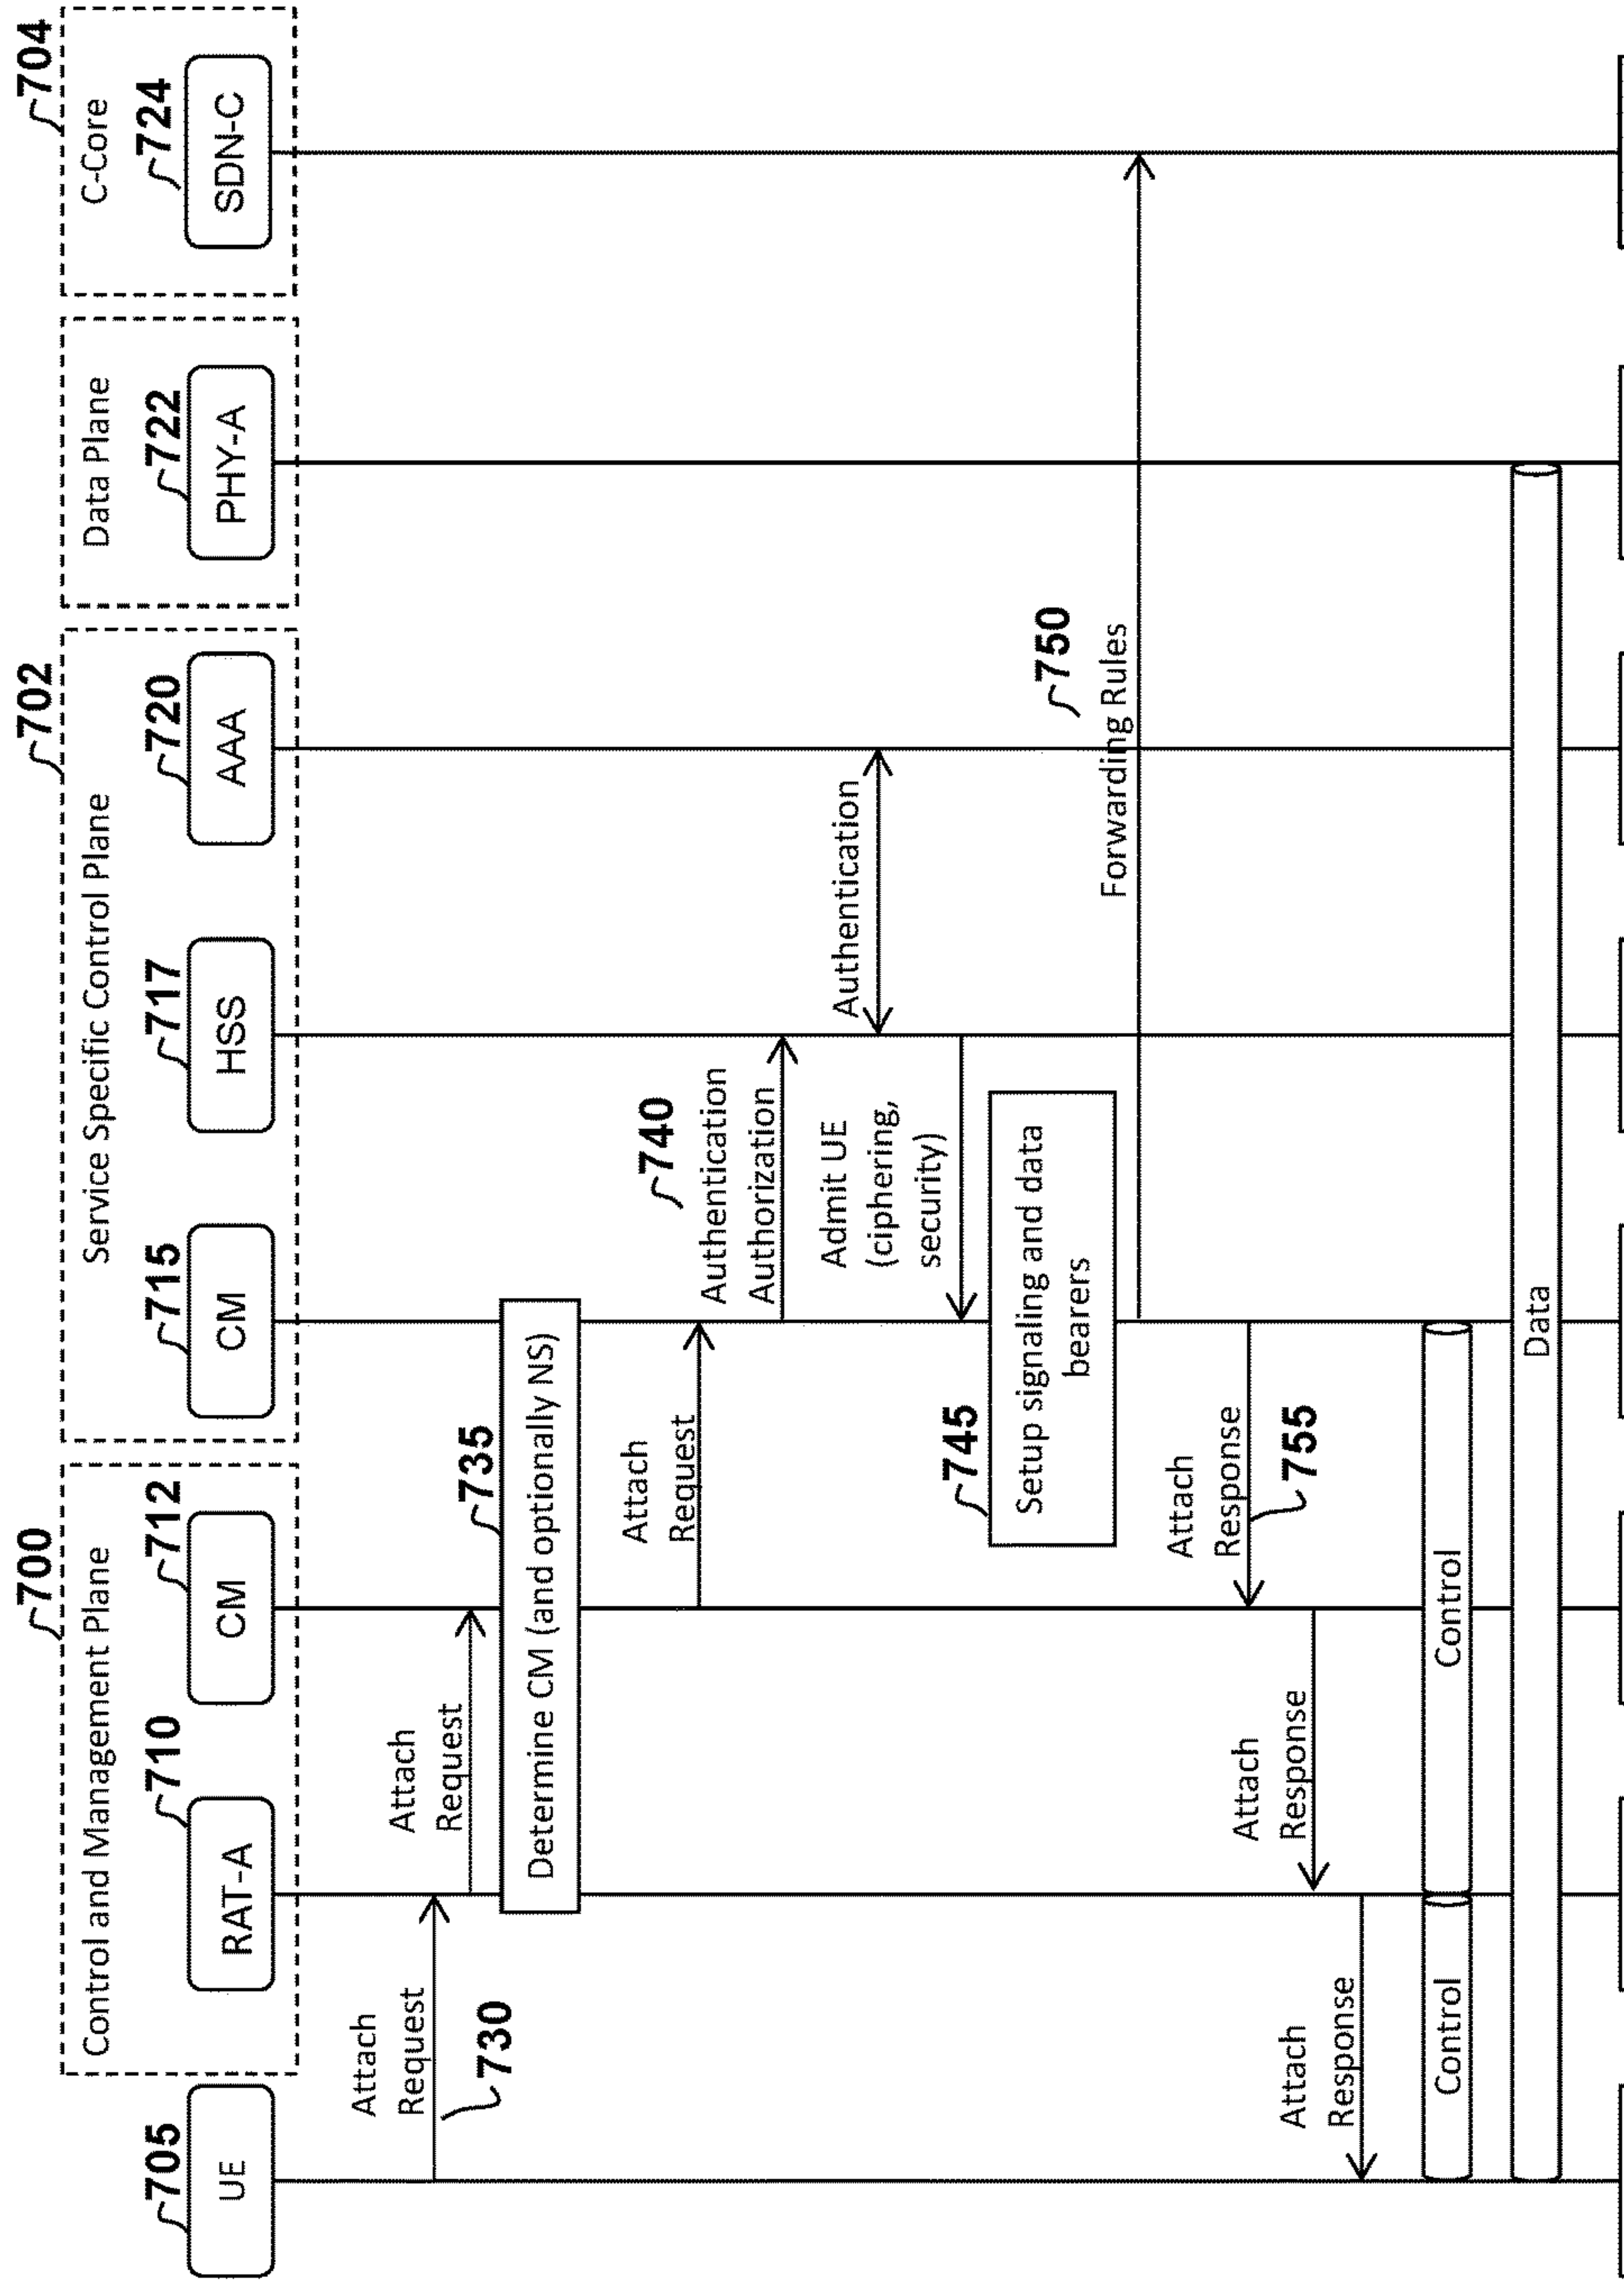 700
702
704
Control and Management Plane
Service Specific Control Plane
Data Plane
C-Core
705
710
712
715
717
720
722
724
UE
RAT-A
CM
CM
HSS
AAA
PHY-A
SDN-C
Attach
Request
730
Attach
Request
735
Determine CM (and optionally NS)
Attach
Request
740
Authentication
Authorization
Authentication
Admit UE
(ciphering,
security)
745
Setup signaling and data
bearers
750
Forwarding Rules
Attach
Response
755
Attach
Response
Attach
Response
Control
Control
Data